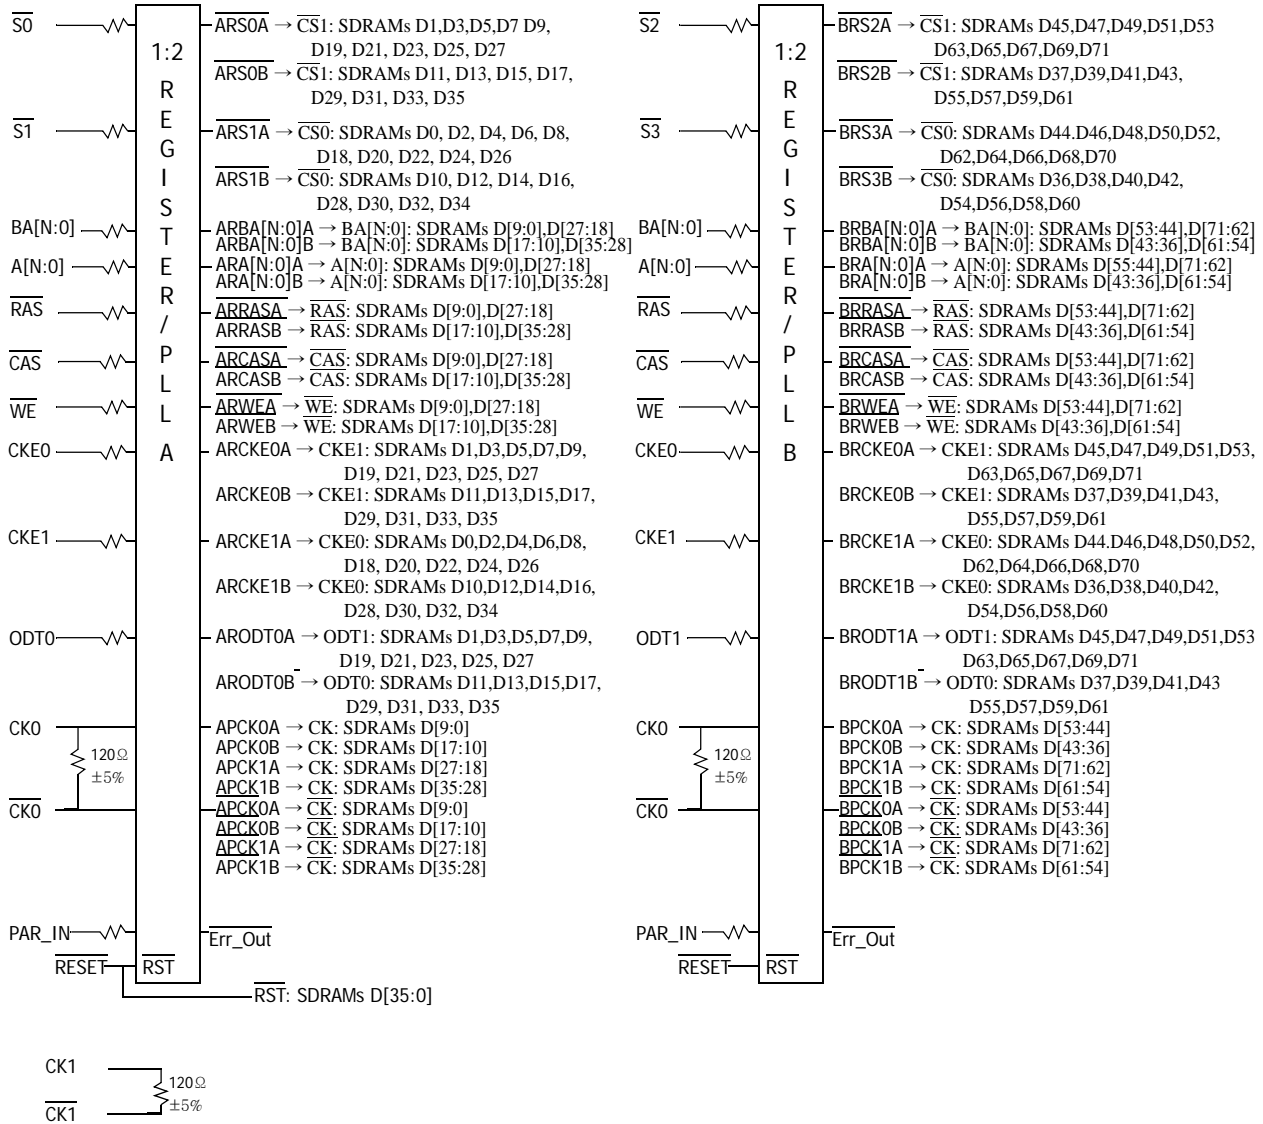 S0
1:2
REGISTER/PLL A
ARS0A → CS1: SDRAMs D1,D3,D5,D7 D9,
D19, D21, D23, D25, D27
ARS0B → CS1: SDRAMs D11, D13, D15, D17,
D29, D31, D33, D35
S1
ARS1A → CS0: SDRAMs D0, D2, D4, D6, D8,
D18, D20, D22, D24, D26
ARS1B → CS0: SDRAMs D10, D12, D14, D16,
D28, D30, D32, D34
BA[N:0]
ARBA[N:0]A → BA[N:0]: SDRAMs D[9:0],D[27:18]
ARBA[N:0]B → BA[N:0]: SDRAMs D[17:10],D[35:28]
A[N:0]
ARA[N:0]A → A[N:0]: SDRAMs D[9:0],D[27:18]
ARA[N:0]B → A[N:0]: SDRAMs D[17:10],D[35:28]
RAS
ARRASA → RAS: SDRAMs D[9:0],D[27:18]
ARRASB → RAS: SDRAMs D[17:10],D[35:28]
CAS
ARCASA → CAS: SDRAMs D[9:0],D[27:18]
ARCASB → CAS: SDRAMs D[17:10],D[35:28]
WE
ARWEA → WE: SDRAMs D[9:0],D[27:18]
ARWEB → WE: SDRAMs D[17:10],D[35:28]
CKE0
ARCKE0A → CKE1: SDRAMs D1,D3,D5,D7,D9,
D19, D21, D23, D25, D27
ARCKE0B → CKE1: SDRAMs D11,D13,D15,D17,
D29, D31, D33, D35
CKE1
ARCKE1A → CKE0: SDRAMs D0,D2,D4,D6,D8,
D18, D20, D22, D24, D26
ARCKE1B → CKE0: SDRAMs D10,D12,D14,D16,
D28, D30, D32, D34
ODT0
ARODT0A → ODT1: SDRAMs D1,D3,D5,D7,D9,
D19, D21, D23, D25, D27
ARODT0B → ODT0: SDRAMs D11,D13,D15,D17,
D29, D31, D33, D35
CK0
120Ω
±5%
CK0
APCK0A → CK: SDRAMs D[9:0]
APCK0B → CK: SDRAMs D[17:10]
APCK1A → CK: SDRAMs D[27:18]
APCK1B → CK: SDRAMs D[35:28]
APCK0A → CK: SDRAMs D[9:0]
APCK0B → CK: SDRAMs D[17:10]
APCK1A → CK: SDRAMs D[27:18]
APCK1B → CK: SDRAMs D[35:28]
PAR_IN
Err_Out
RESET
RST
RST: SDRAMs D[35:0]
CK1
120Ω
±5%
CK1
S2
1:2
REGISTER/PLL B
BRS2A → CS1: SDRAMs D45,D47,D49,D51,D53
D63,D65,D67,D69,D71
BRS2B → CS1: SDRAMs D37,D39,D41,D43,
D55,D57,D59,D61
S3
BRS3A → CS0: SDRAMs D44.D46,D48,D50,D52,
D62,D64,D66,D68,D70
BRS3B → CS0: SDRAMs D36,D38,D40,D42,
D54,D56,D58,D60
BA[N:0]
BRBA[N:0]A → BA[N:0]: SDRAMs D[53:44],D[71:62]
BRBA[N:0]B → BA[N:0]: SDRAMs D[43:36],D[61:54]
A[N:0]
BRA[N:0]A → A[N:0]: SDRAMs D[55:44],D[71:62]
BRA[N:0]B → A[N:0]: SDRAMs D[43:36],D[61:54]
RAS
BRRASA → RAS: SDRAMs D[53:44],D[71:62]
BRRASB → RAS: SDRAMs D[43:36],D[61:54]
CAS
BRCASA → CAS: SDRAMs D[53:44],D[71:62]
BRCASB → CAS: SDRAMs D[43:36],D[61:54]
WE
BRWEA → WE: SDRAMs D[53:44],D[71:62]
BRWEB → WE: SDRAMs D[43:36],D[61:54]
CKE0
BRCKE0A → CKE1: SDRAMs D45,D47,D49,D51,D53,
D63,D65,D67,D69,D71
BRCKE0B → CKE1: SDRAMs D37,D39,D41,D43,
D55,D57,D59,D61
CKE1
BRCKE1A → CKE0: SDRAMs D44.D46,D48,D50,D52,
D62,D64,D66,D68,D70
BRCKE1B → CKE0: SDRAMs D36,D38,D40,D42,
D54,D56,D58,D60
ODT1
BRODT1A → ODT1: SDRAMs D45,D47,D49,D51,D53
D63,D65,D67,D69,D71
BRODT1B → ODT0: SDRAMs D37,D39,D41,D43
D55,D57,D59,D61
CK0
120Ω
±5%
CK0
BPCK0A → CK: SDRAMs D[53:44]
BPCK0B → CK: SDRAMs D[43:36]
BPCK1A → CK: SDRAMs D[71:62]
BPCK1B → CK: SDRAMs D[61:54]
BPCK0A → CK: SDRAMs D[53:44]
BPCK0B → CK: SDRAMs D[43:36]
BPCK1A → CK: SDRAMs D[71:62]
BPCK1B → CK: SDRAMs D[61:54]
PAR_IN
Err_Out
RESET
RST